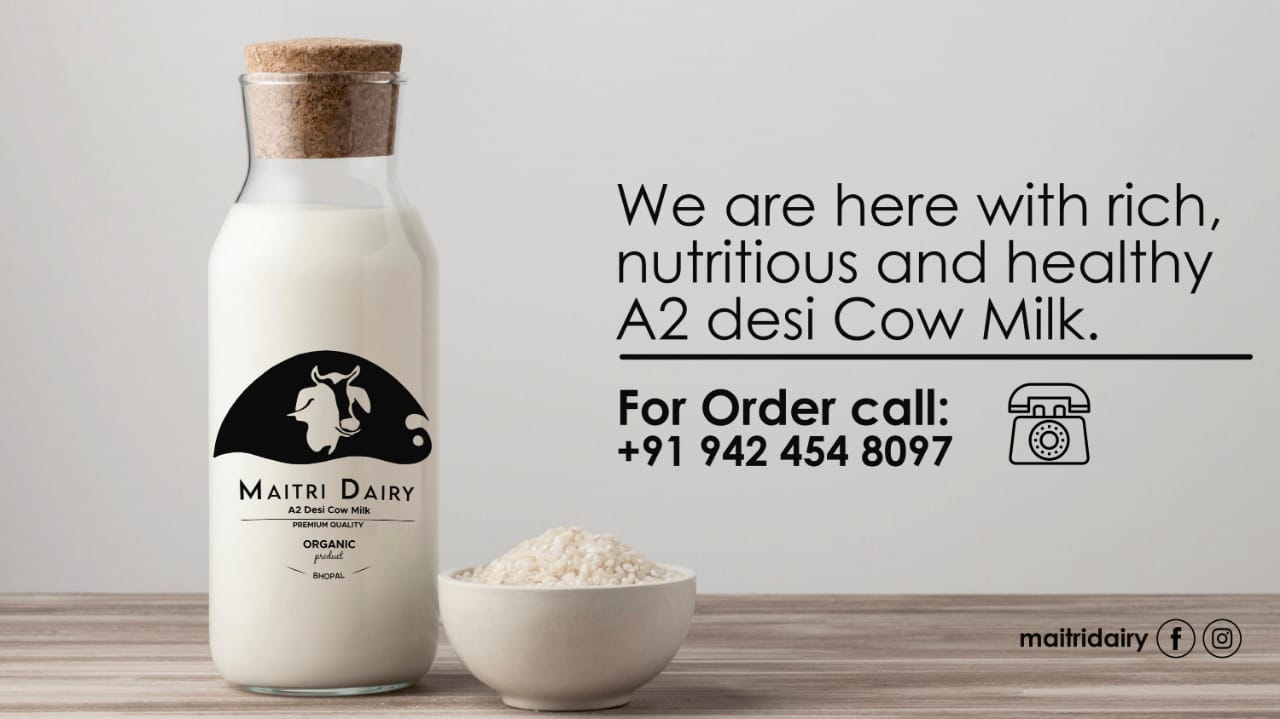 We are here with rich,
nutritious and healthy
A2 desi Cow Milk.
For Order call:
+91 942 454 8097
MAITRI DAIRY
A2 Desi Cow Milk
PREMIUM QUALITY
ORGANIC
product
BHOPAL
maitridairy